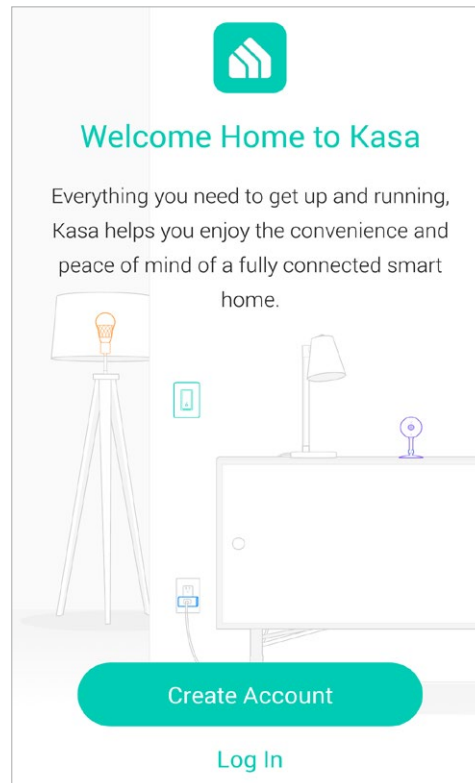 Welcome Home to Kasa
Everything you need to get up and running,
Kasa helps you enjoy the convenience and
peace of mind of a fully connected smart
home.
Create Account
Log In